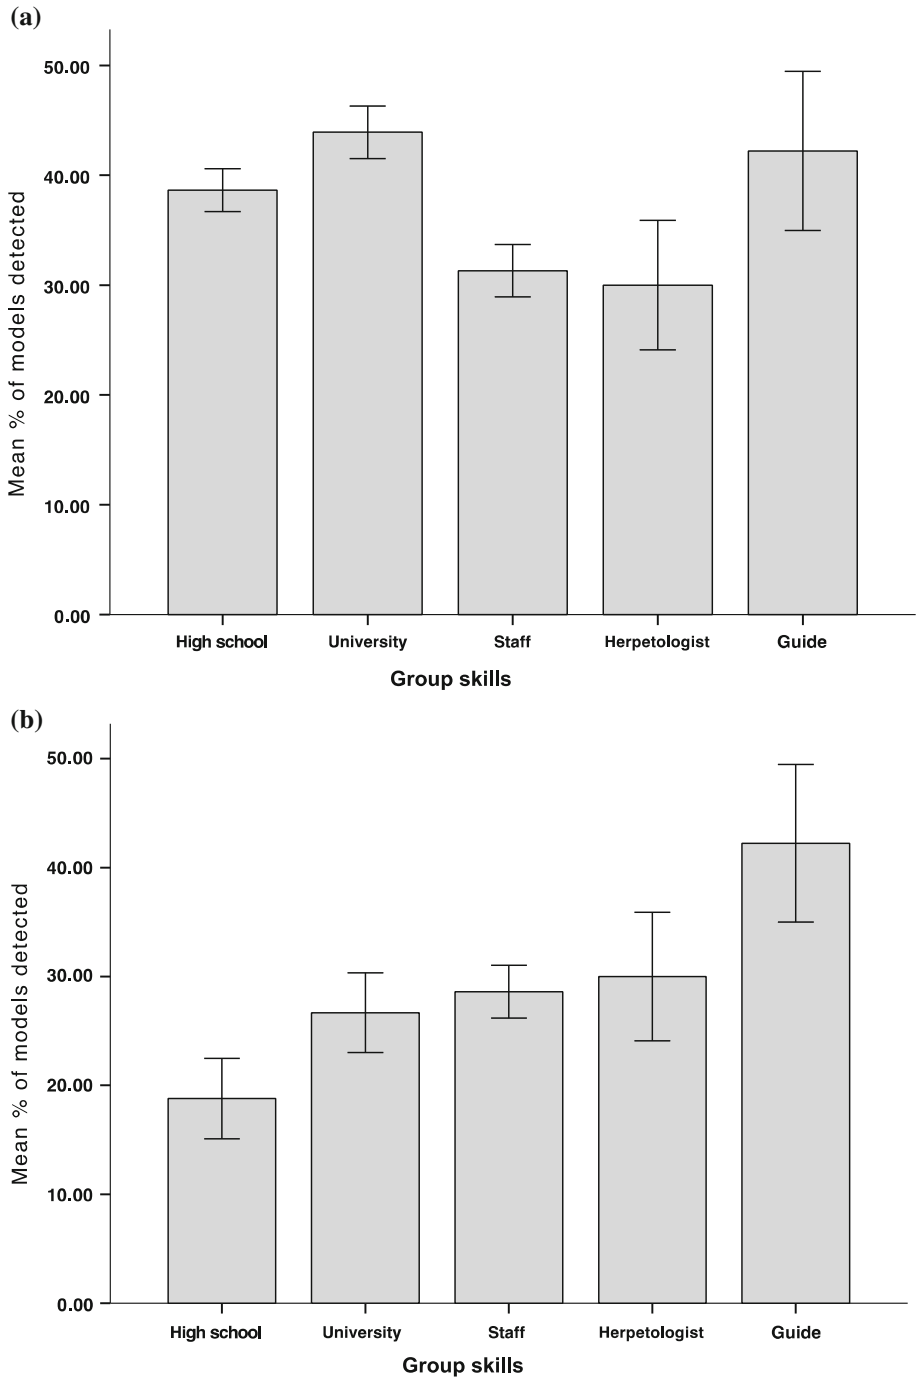 (a)
50.00
40.00
30.00
20.00
10.00
0.00
Mean % of models detected
High school University Staff Herpetologist Guide
Group skills
(b)
50.00
40.00
30.00
20.00
10.00
0.00
Mean % of models detected
High school University Staff Herpetologist Guide
Group skills